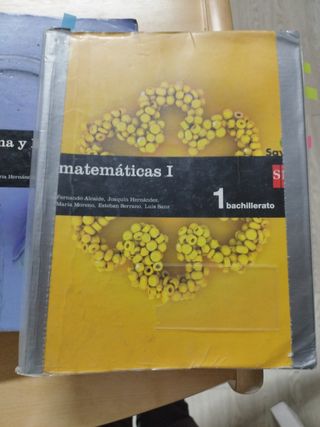 matemáticas I
Fernando Alcaide, Joaquín Hernández,
María Moreno, Esteban Serrano, Luis Sanz
1 bachillerato